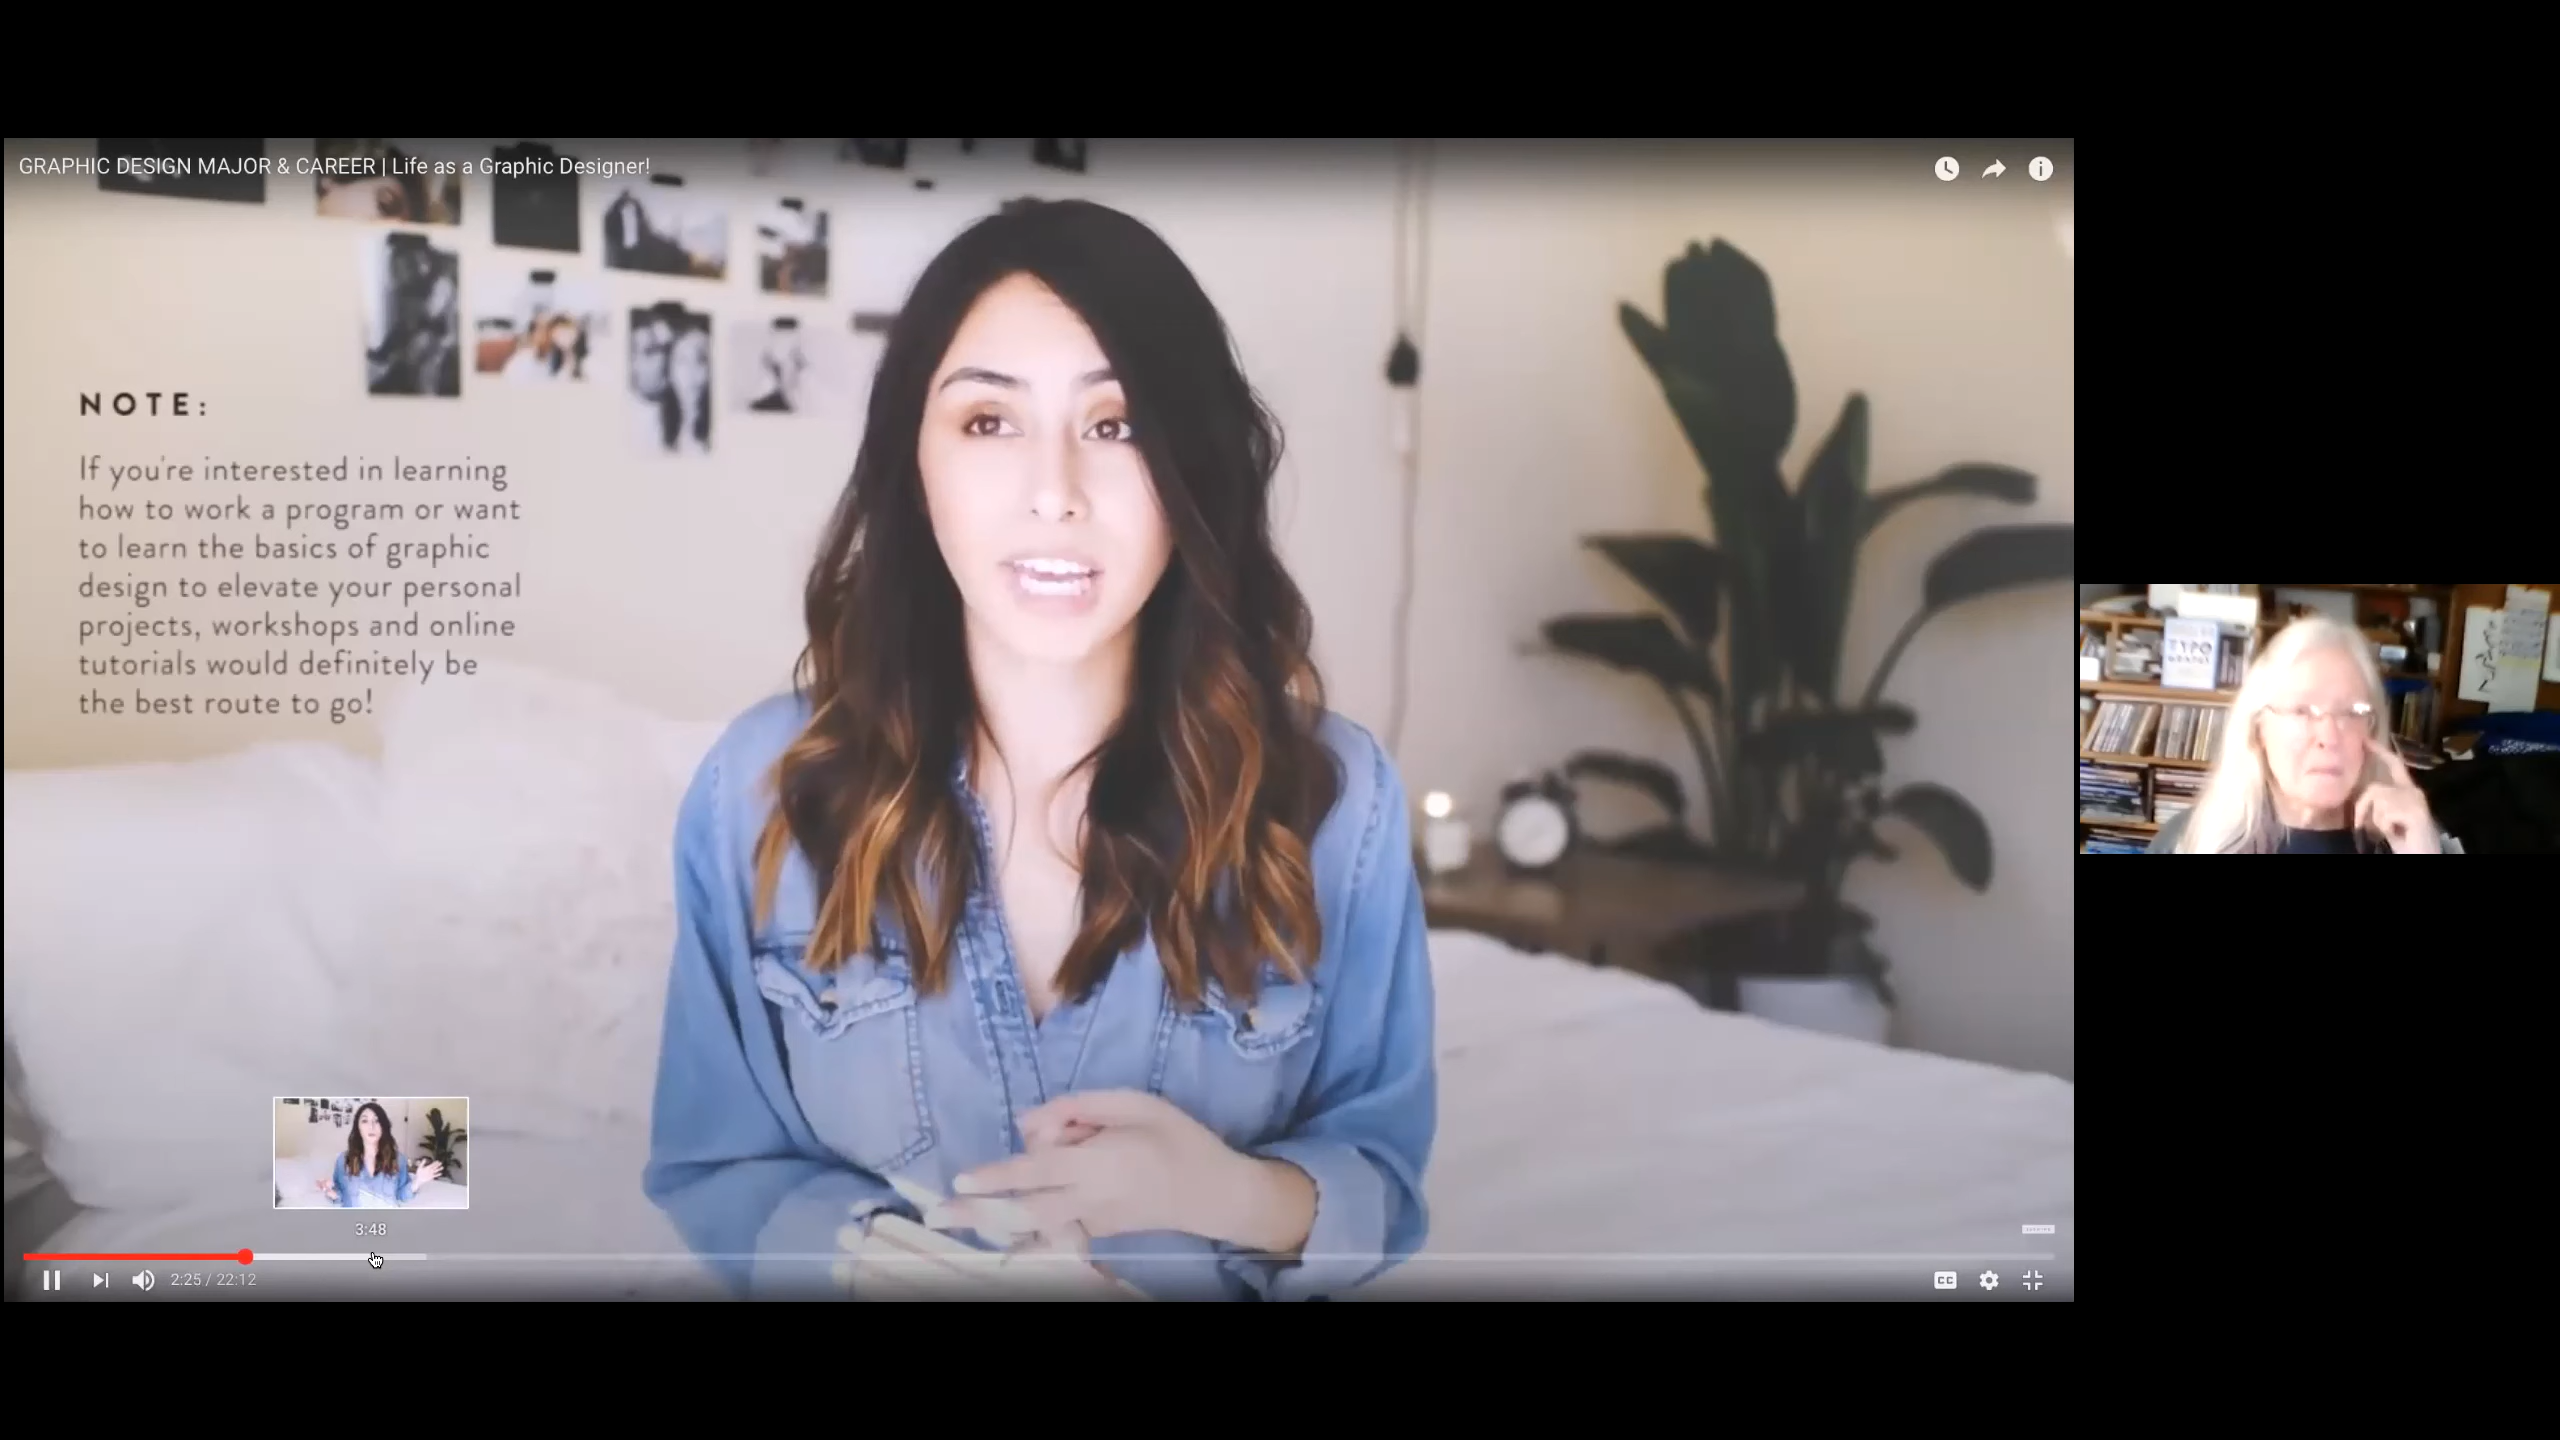 GRAPHIC DESIGN MAJOR & CAREER | Life as a Graphic Designer!
NOTE:
If you're interested in learning
how to work a program or want
to learn the basics of graphic
design to elevate your personal
projects, workshops and online
tutorials would definitely be
the best route to go!
3:48
2:25 / 22:12
CC
TYPO